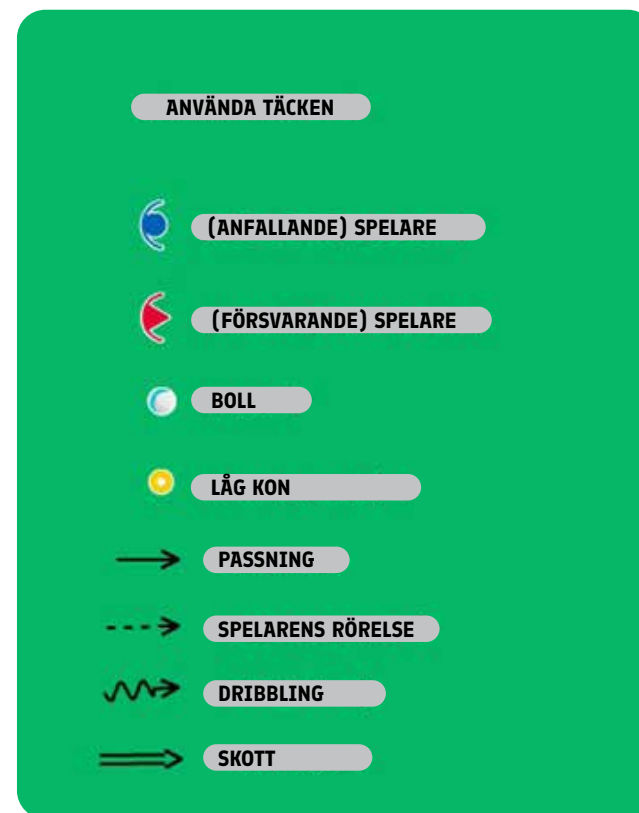 ANVÄNDA TÄCKEN
(ANFALLANDE) SPELARE
(FÖRSVARANDE) SPELARE
BOLL
LÅG KON
PASSNING
SPELARENS RÖRELSE
DRIBBLING
SKOTT